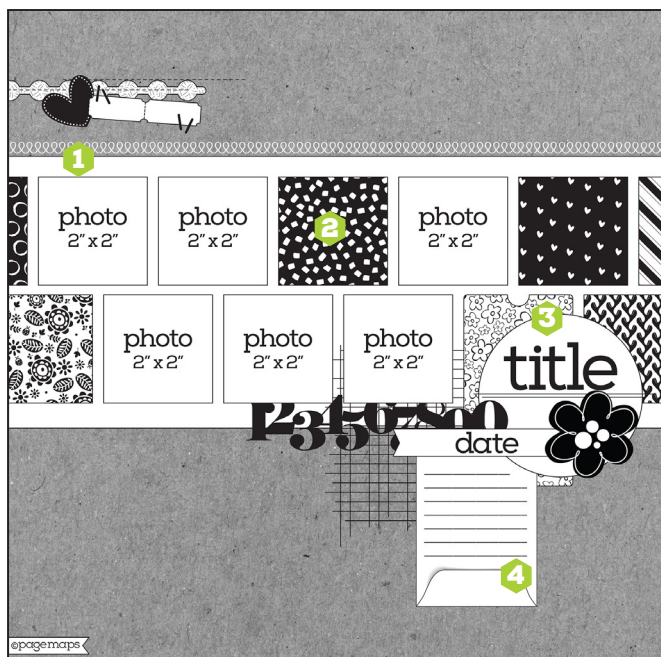 1
photo
2” x 2”
photo
2” x 2”
2
photo
2” x 2”
photo
2” x 2”
photo
2” x 2”
photo
2” x 2”
3
title
1234567890
date
4
©pagemaps